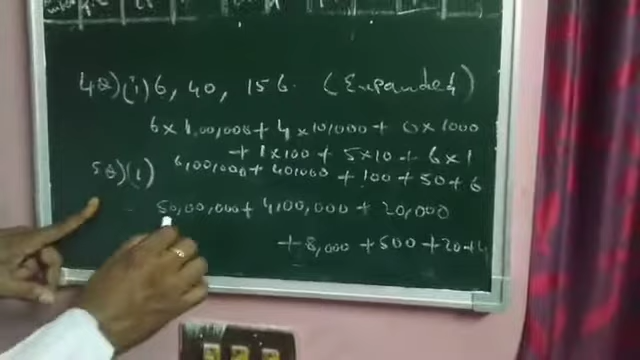 4Q)(i) 6, 40, 156. (Expanded)
6 x 1,00,000 + 4 x 10,000 + 0 x 1000
+ 1 x 100 + 5 x 10 + 6 x 1
6,00,000 + 40,000 + 100 + 50 + 6
5Q)(i)
50,00,000 + 4,00,000 + 20,000
+ 8,000 + 500 + 20 + 4